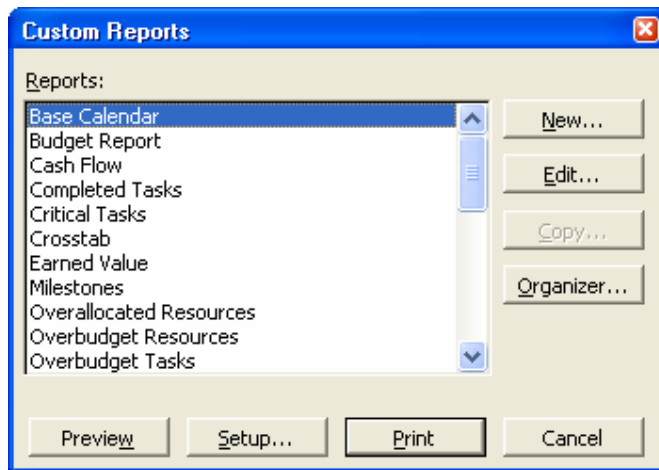 Custom Reports
Reports:
Base Calendar
Budget Report
Cash Flow
Completed Tasks
Critical Tasks
Crosstab
Earned Value
Milestones
Overallocated Resources
Overbudget Resources
Overbudget Tasks
New...
Edit...
Copy...
Organizer...
Preview
Setup...
Print
Cancel